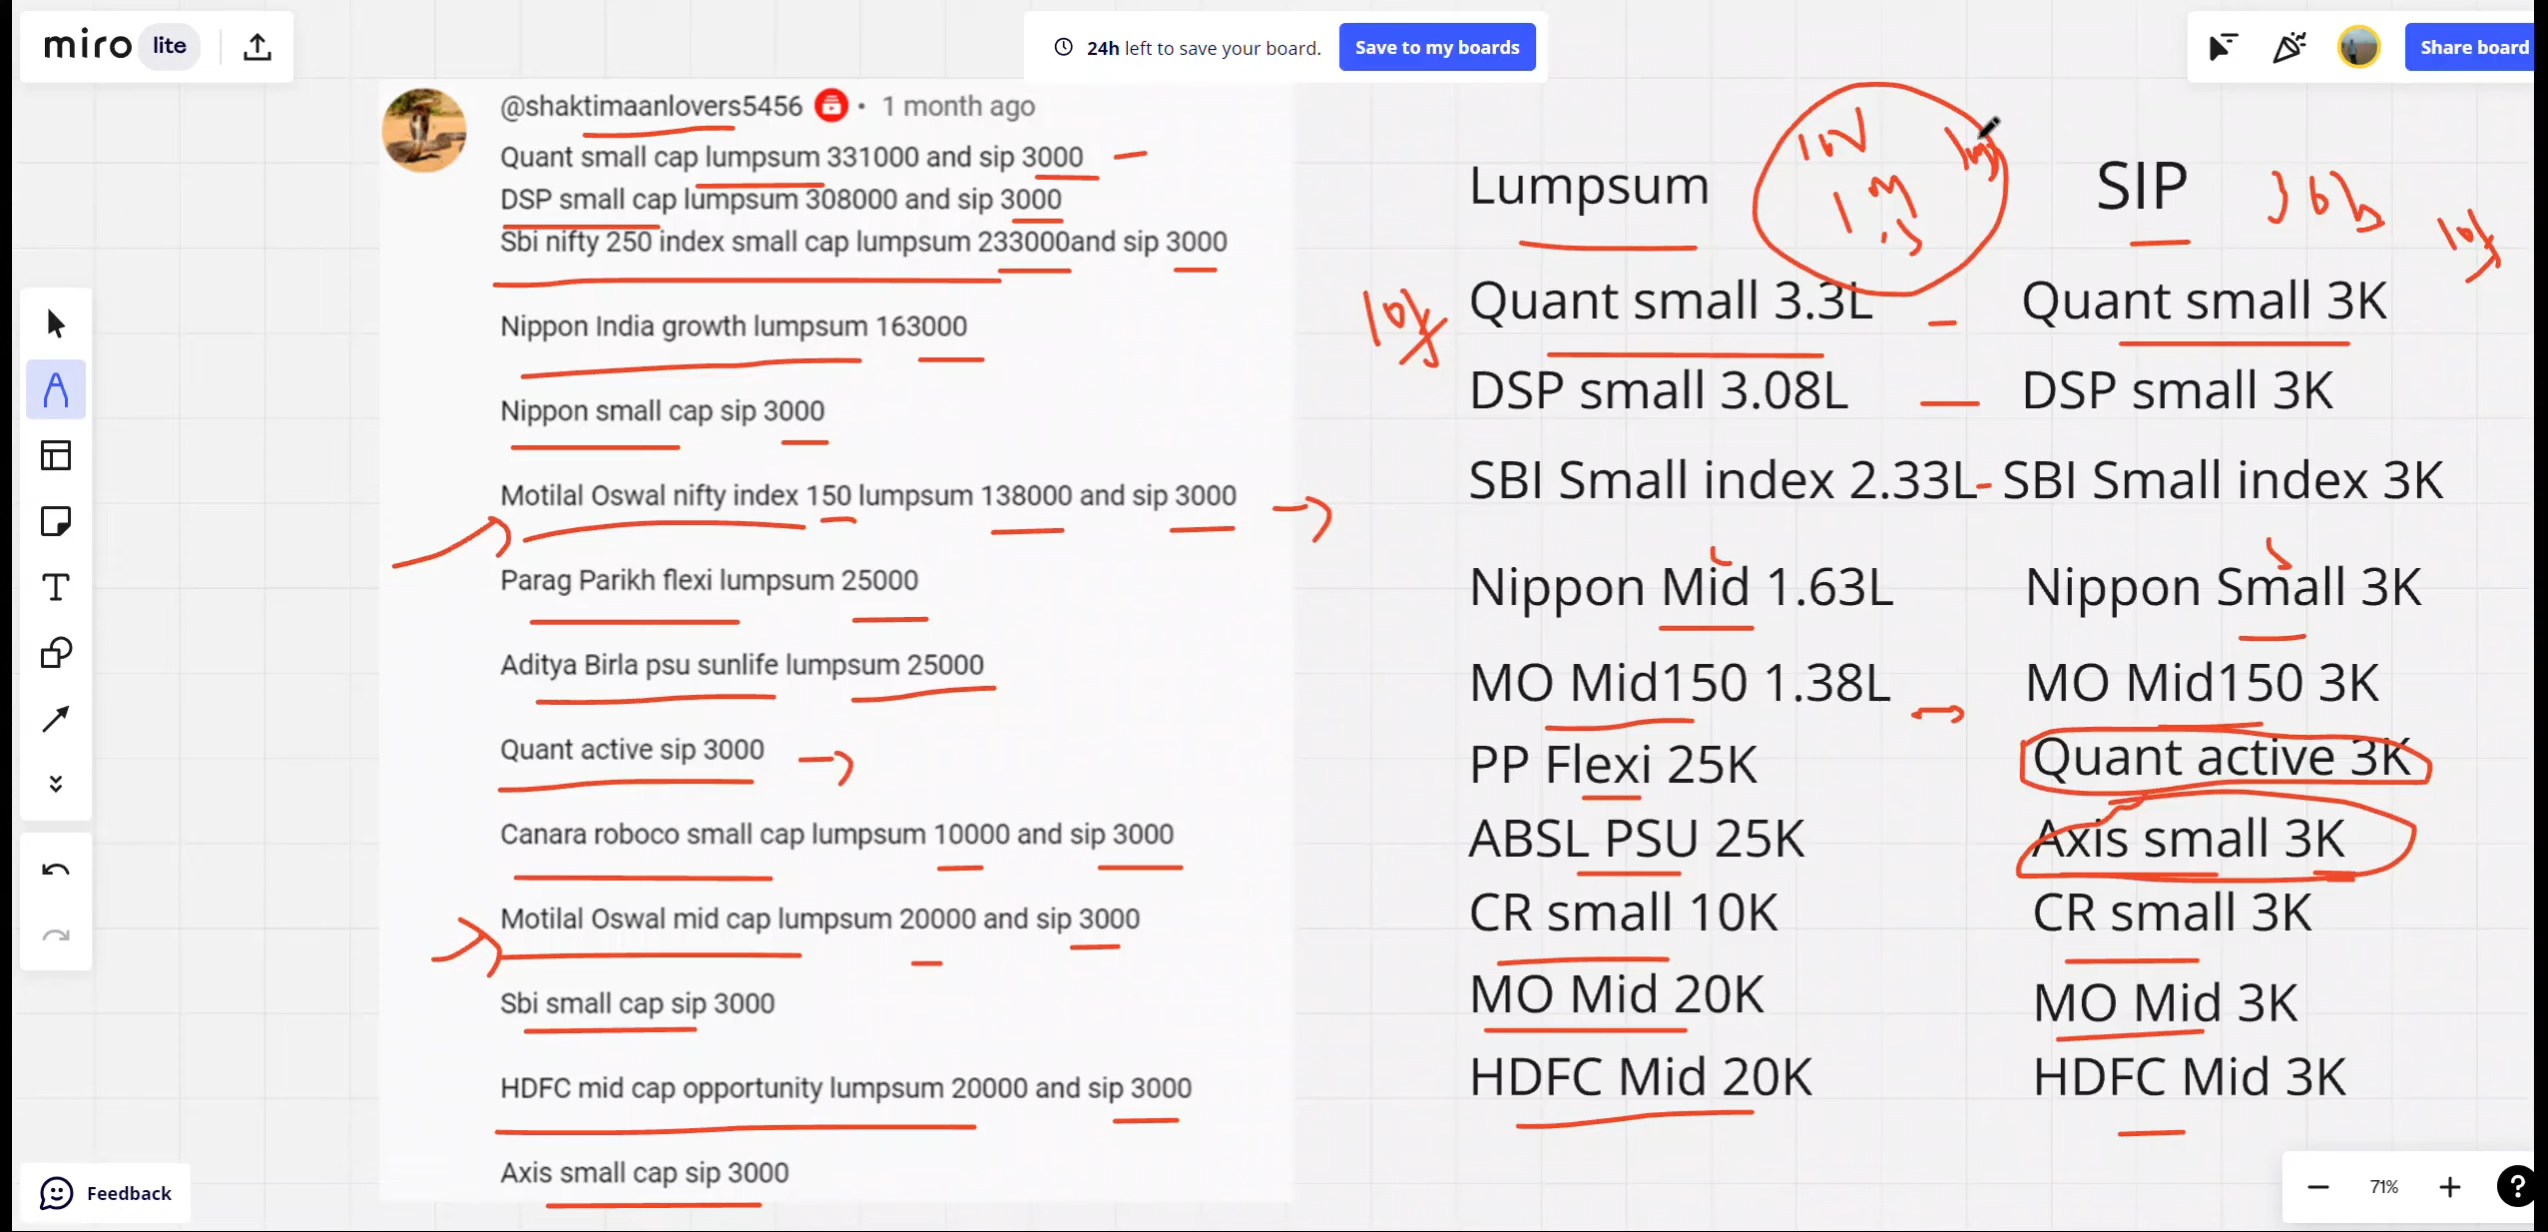 miro lite
24h left to save your board. Save to my boards
Share board
@shaktimaanlovers5456 • 1 month ago
Quant small cap lumpsum 331000 and sip 3000
DSP small cap lumpsum 308000 and sip 3000
Sbi nifty 250 index small cap lumpsum 233000and sip 3000
Nippon India growth lumpsum 163000
Nippon small cap sip 3000
Motilal Oswal nifty index 150 lumpsum 138000 and sip 3000
Parag Parikh flexi lumpsum 25000
Aditya Birla psu sunlife lumpsum 25000
Quant active sip 3000
Canara roboco small cap lumpsum 10000 and sip 3000
Motilal Oswal mid cap lumpsum 20000 and sip 3000
Sbi small cap sip 3000
HDFC mid cap opportunity lumpsum 20000 and sip 3000
Axis small cap sip 3000
Lumpsum
Quant small 3.3L
DSP small 3.08L
SBI Small index 2.33L
Nippon Mid 1.63L
MO Mid150 1.38L
PP Flexi 25K
ABSL PSU 25K
CR small 10K
MO Mid 20K
HDFC Mid 20K
SIP
Quant small 3K
DSP small 3K
SBI Small index 3K
Nippon Small 3K
MO Mid150 3K
Quant active 3K
Axis small 3K
CR small 3K
MO Mid 3K
HDFC Mid 3K
Feedback
71%